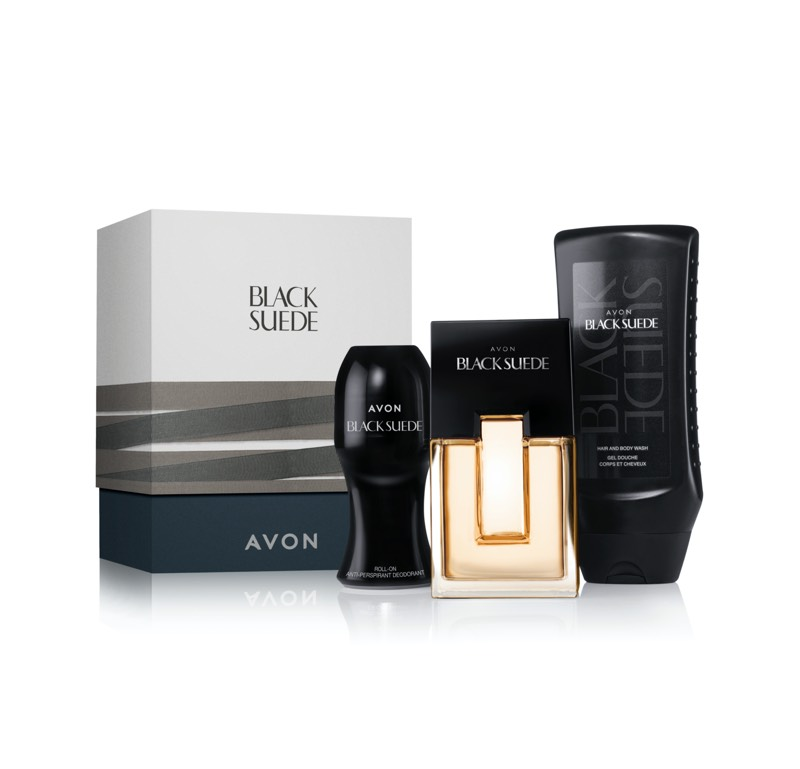 BLACK
SUEDE
AVON
AVON
BLACK SUEDE
ROLL-ON
ANTI-PERSPIRANT DEODORANT
AVON
BLACK SUEDE
BLACK
SUEDE
AVON
BLACK SUEDE
HAIR AND BODY WASH
GEL DOUCHE
CORPS ET CHEVEUX